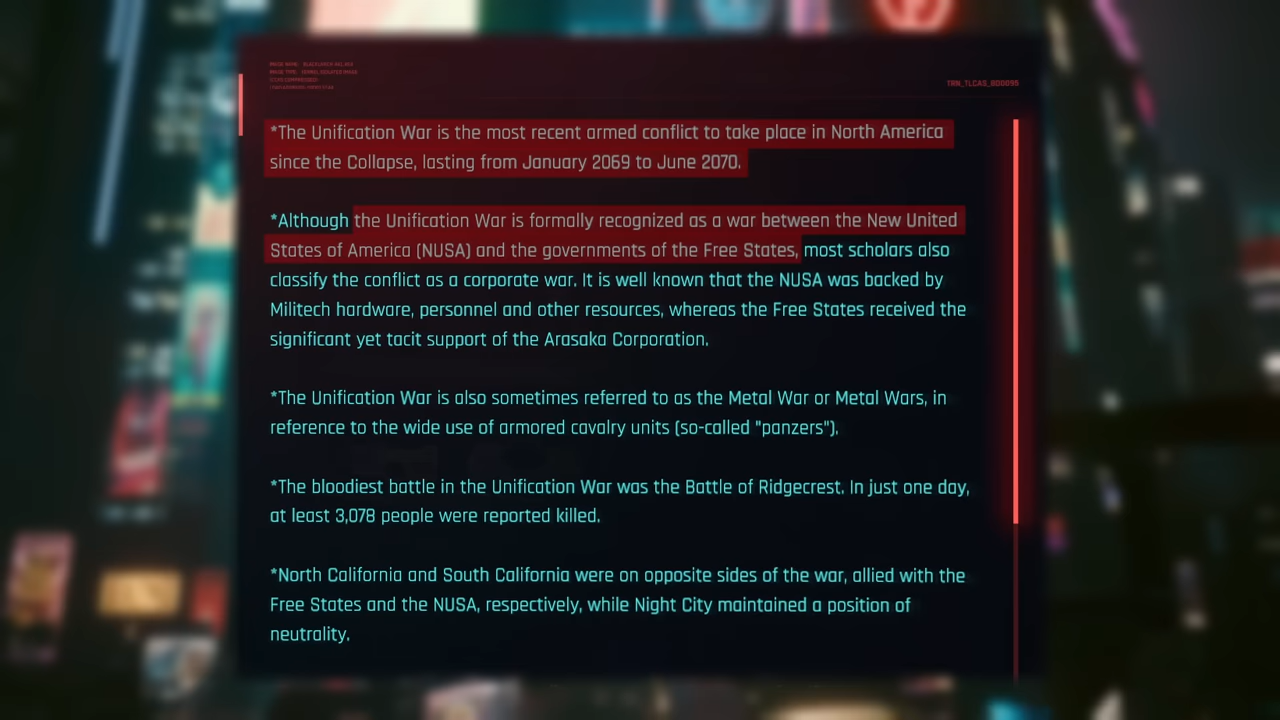 TRN_TLCAS_800095
*The Unification War is the most recent armed conflict to take place in North America
since the Collapse, lasting from January 2069 to June 2070.
*Although the Unification War is formally recognized as a war between the New United
States of America (NUSA) and the governments of the Free States, most scholars also
classify the conflict as a corporate war. It is well known that the NUSA was backed by
Militech hardware, personnel and other resources, whereas the Free States received the
significant yet tacit support of the Arasaka Corporation.
*The Unification War is also sometimes referred to as the Metal War or Metal Wars, in
reference to the wide use of armored cavalry units (so-called "panzers").
*The bloodiest battle in the Unification War was the Battle of Ridgecrest. In just one day,
at least 3,078 people were reported killed.
*North California and South California were on opposite sides of the war, allied with the
Free States and the NUSA, respectively, while Night City maintained a position of
neutrality.